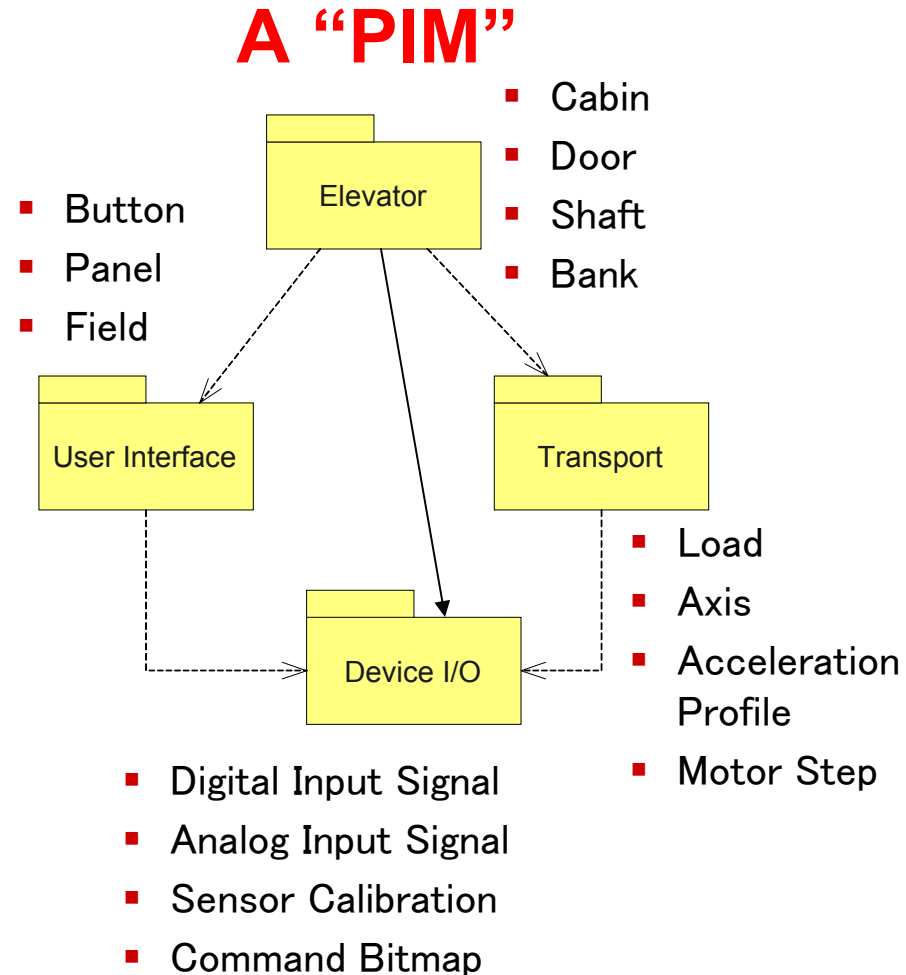 A “PIM”
▪ Cabin
▪ Door
▪ Shaft
▪ Bank
Elevator
▪ Button
▪ Panel
▪ Field
User Interface
Transport
▪ Load
▪ Axis
▪ Acceleration
Profile
▪ Motor Step
Device I/O
▪ Digital Input Signal
▪ Analog Input Signal
▪ Sensor Calibration
▪ Command Bitmap